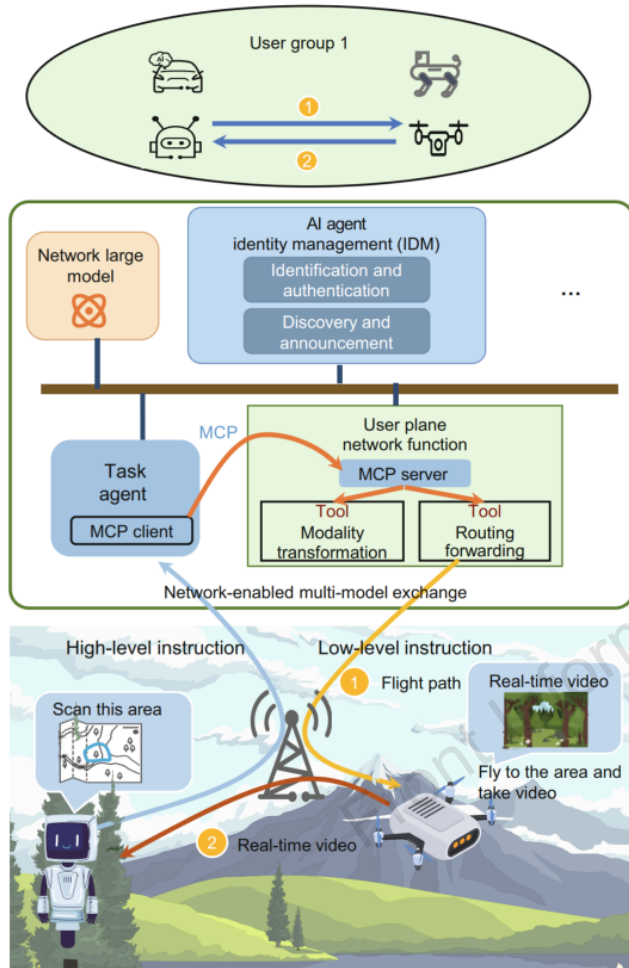 User group 1
AI
1
2
AI agent
identity management (IDM)
Identification and
authentication
Discovery and
announcement
Network large
model
...
MCP
Task
agent
MCP client
User plane
network function
MCP server
Tool
Modality
transformation
Tool
Routing
forwarding
Network-enabled multi-model exchange
High-level instruction
Low-level instruction
1 Flight path
Scan this area
Real-time video
Fly to the area and
take video
2 Real-time video